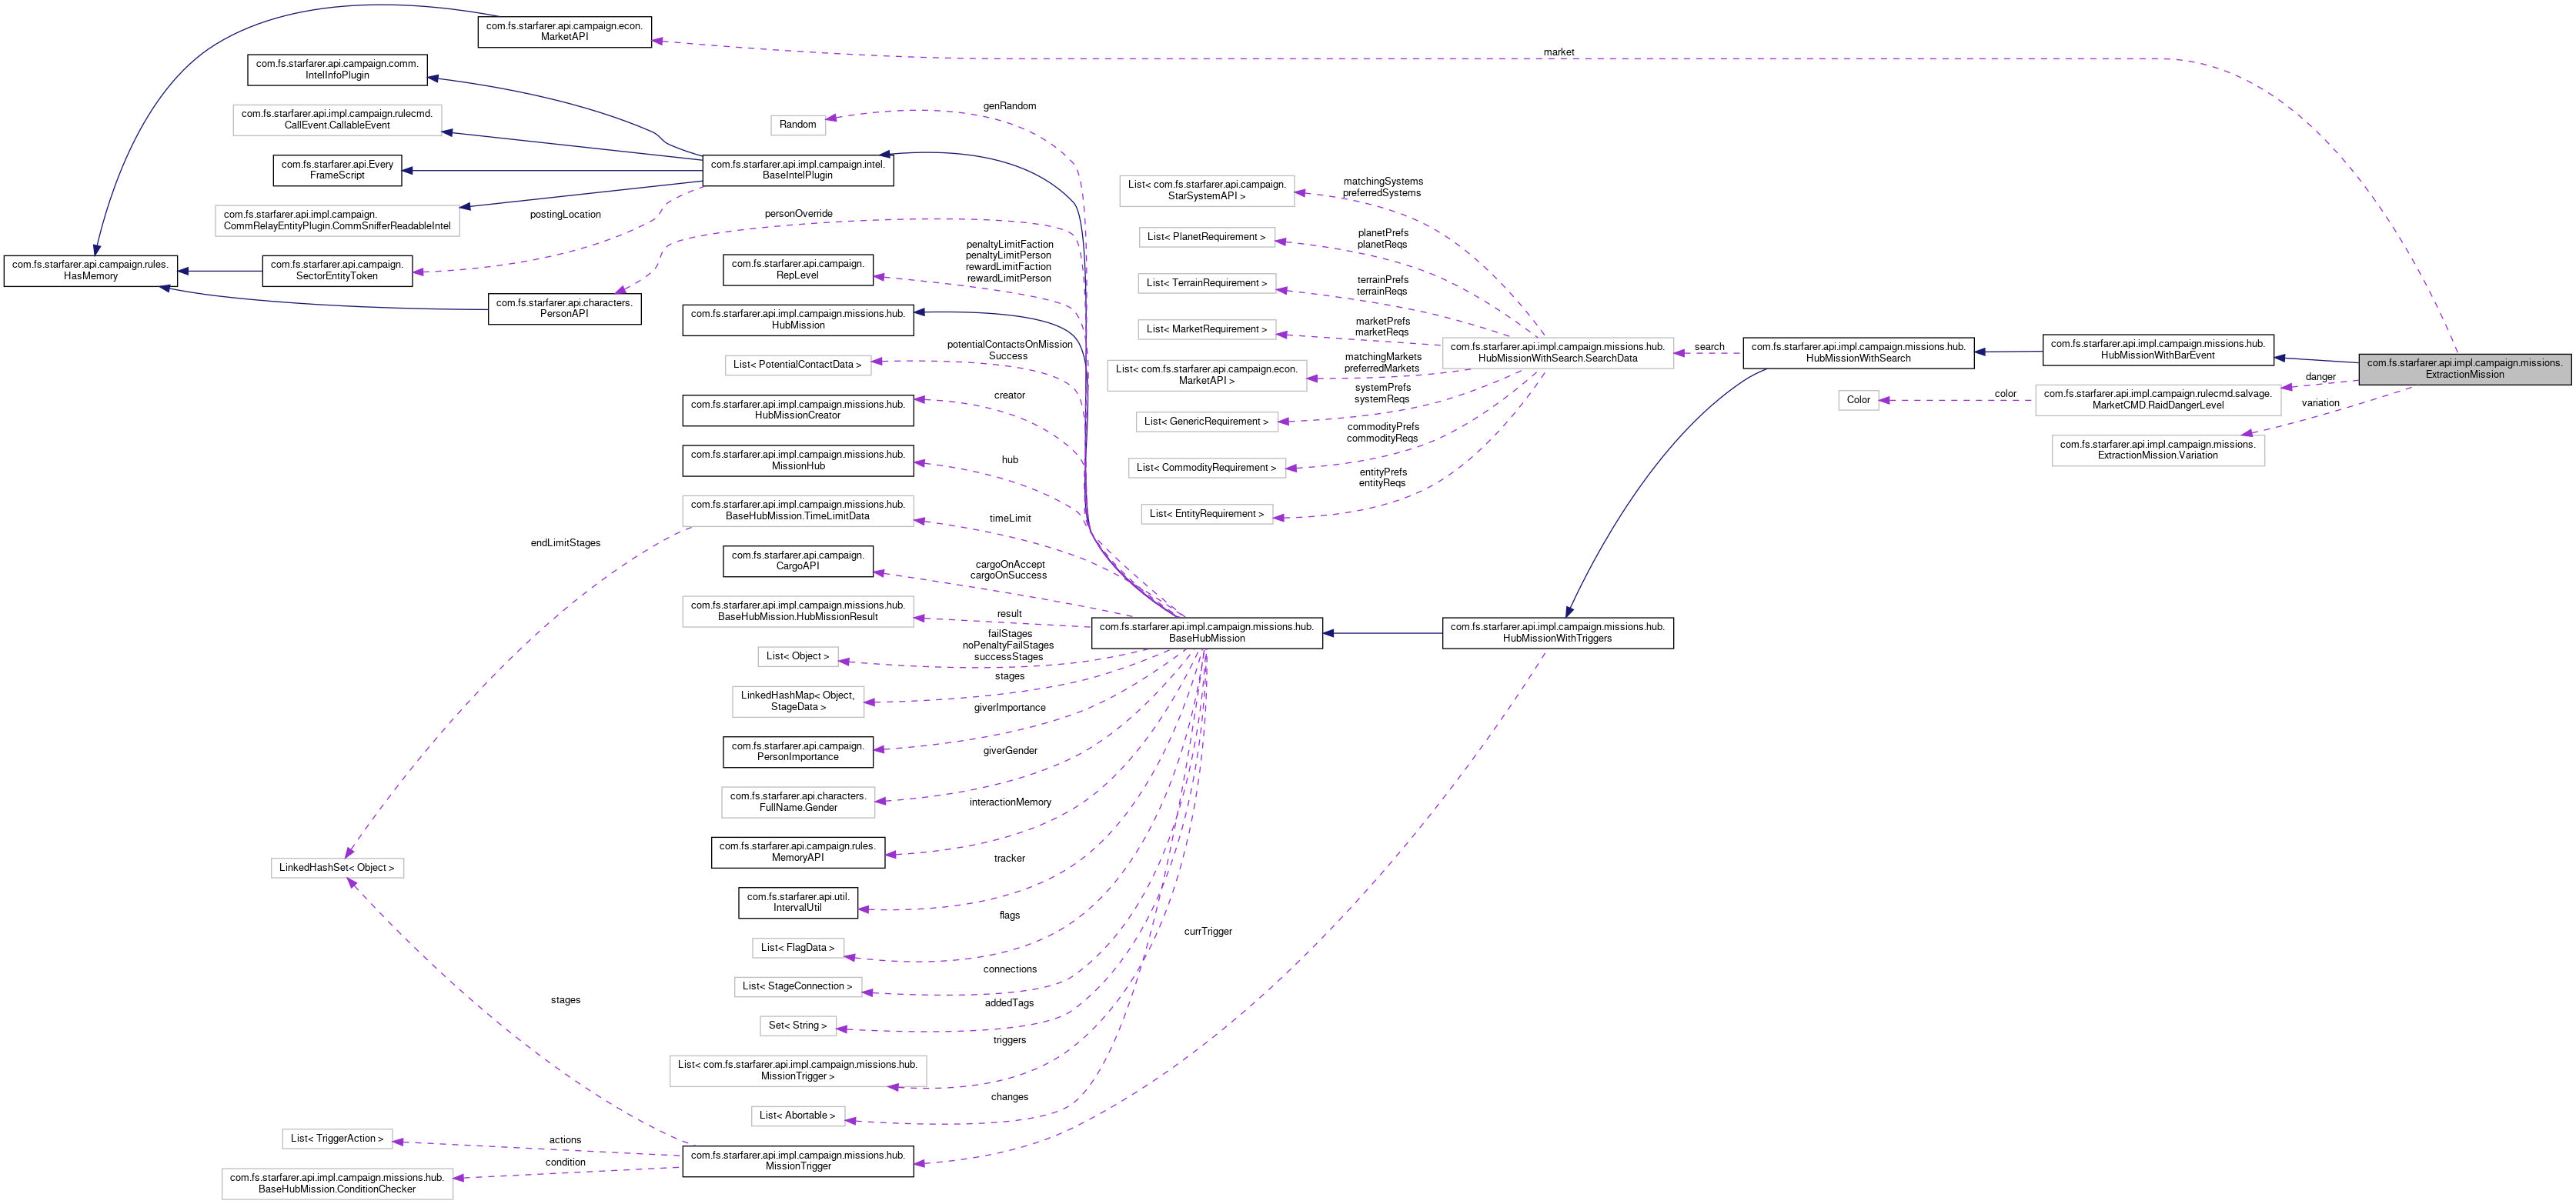 com.fs.starfarer.api.campaign.econ.
MarketAPI
market
com.fs.starfarer.api.campaign.comm.
IntelInfoPlugin
com.fs.starfarer.api.impl.campaign.rulecmd.
CallEvent.CallableEvent
com.fs.starfarer.api.Every
FrameScript
com.fs.starfarer.api.impl.campaign.
CommRelayEntityPlugin.CommSnifferReadableIntel
com.fs.starfarer.api.campaign.rules.
HasMemory
com.fs.starfarer.api.campaign.
SectorEntityToken
com.fs.starfarer.api.characters.
PersonAPI
postingLocation
com.fs.starfarer.api.impl.campaign.intel.
BaseIntelPlugin
Random
genRandom
personOverride
com.fs.starfarer.api.campaign.
RepLevel
penaltyLimitFaction
penaltyLimitPerson
rewardLimitFaction
rewardLimitPerson
com.fs.starfarer.api.impl.campaign.missions.hub.
HubMission
List< PotentialContactData >
potentialContactsOnMission
Success
com.fs.starfarer.api.impl.campaign.missions.hub.
HubMissionCreator
creator
com.fs.starfarer.api.impl.campaign.missions.hub.
MissionHub
hub
com.fs.starfarer.api.impl.campaign.missions.hub.
BaseHubMission.TimeLimitData
timeLimit
endLimitStages
com.fs.starfarer.api.campaign.
CargoAPI
cargoOnAccept
cargoOnSuccess
com.fs.starfarer.api.impl.campaign.missions.hub.
BaseHubMission.HubMissionResult
result
List< Object >
failStages
noPenaltyFailStages
successStages
LinkedHashMap< Object,
StageData >
stages
com.fs.starfarer.api.campaign.
PersonImportance
giverImportance
com.fs.starfarer.api.characters.
FullName.Gender
giverGender
com.fs.starfarer.api.campaign.rules.
MemoryAPI
interactionMemory
com.fs.starfarer.api.util.
IntervalUtil
tracker
List< FlagData >
flags
List< StageConnection >
connections
Set< String >
addedTags
List< com.fs.starfarer.api.impl.campaign.missions.hub.
MissionTrigger >
triggers
List< Abortable >
changes
com.fs.starfarer.api.impl.campaign.missions.hub.
MissionTrigger
currTrigger
LinkedHashSet< Object >
stages
List< TriggerAction >
actions
com.fs.starfarer.api.impl.campaign.missions.hub.
BaseHubMission.ConditionChecker
condition
com.fs.starfarer.api.impl.campaign.missions.hub.
BaseHubMission
com.fs.starfarer.api.impl.campaign.missions.hub.
HubMissionWithTriggers
List< com.fs.starfarer.api.campaign.
StarSystemAPI >
matchingSystems
preferredSystems
List< PlanetRequirement >
planetPrefs
planetReqs
List< TerrainRequirement >
terrainPrefs
terrainReqs
List< MarketRequirement >
marketPrefs
marketReqs
List< com.fs.starfarer.api.campaign.econ.
MarketAPI >
matchingMarkets
preferredMarkets
List< GenericRequirement >
systemPrefs
systemReqs
List< CommodityRequirement >
commodityPrefs
commodityReqs
List< EntityRequirement >
entityPrefs
entityReqs
com.fs.starfarer.api.impl.campaign.missions.hub.
HubMissionWithSearch.SearchData
search
com.fs.starfarer.api.impl.campaign.missions.hub.
HubMissionWithSearch
com.fs.starfarer.api.impl.campaign.missions.hub.
HubMissionWithBarEvent
com.fs.starfarer.api.impl.campaign.missions.
ExtractionMission
Color
color
com.fs.starfarer.api.impl.campaign.rulecmd.salvage.
MarketCMD.RaidDangerLevel
danger
com.fs.starfarer.api.impl.campaign.missions.
ExtractionMission.Variation
variation